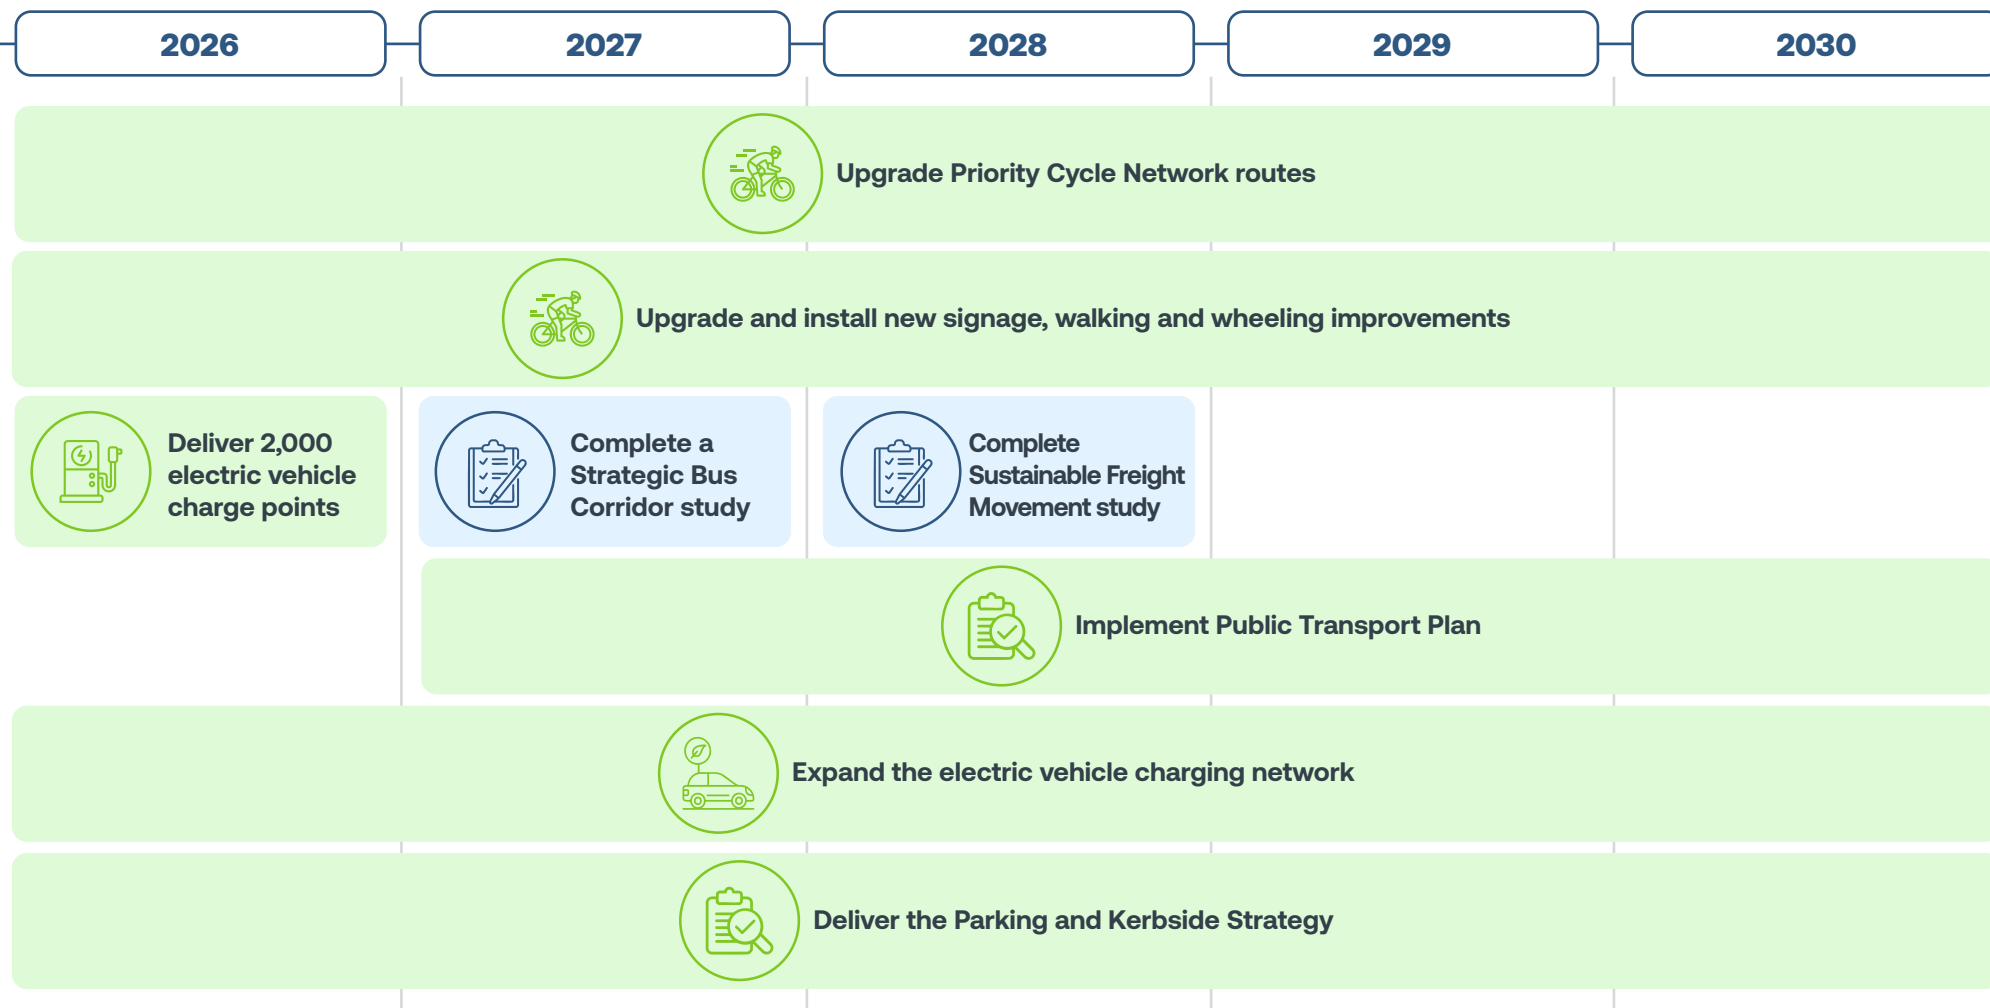 2026
2027
2028
2029
2030
Upgrade Priority Cycle Network routes
Upgrade and install new signage, walking and wheeling improvements
Deliver 2,000
electric vehicle
charge points
Complete a
Strategic Bus
Corridor study
Complete
Sustainable Freight
Movement study
Implement Public Transport Plan
Expand the electric vehicle charging network
Deliver the Parking and Kerbside Strategy